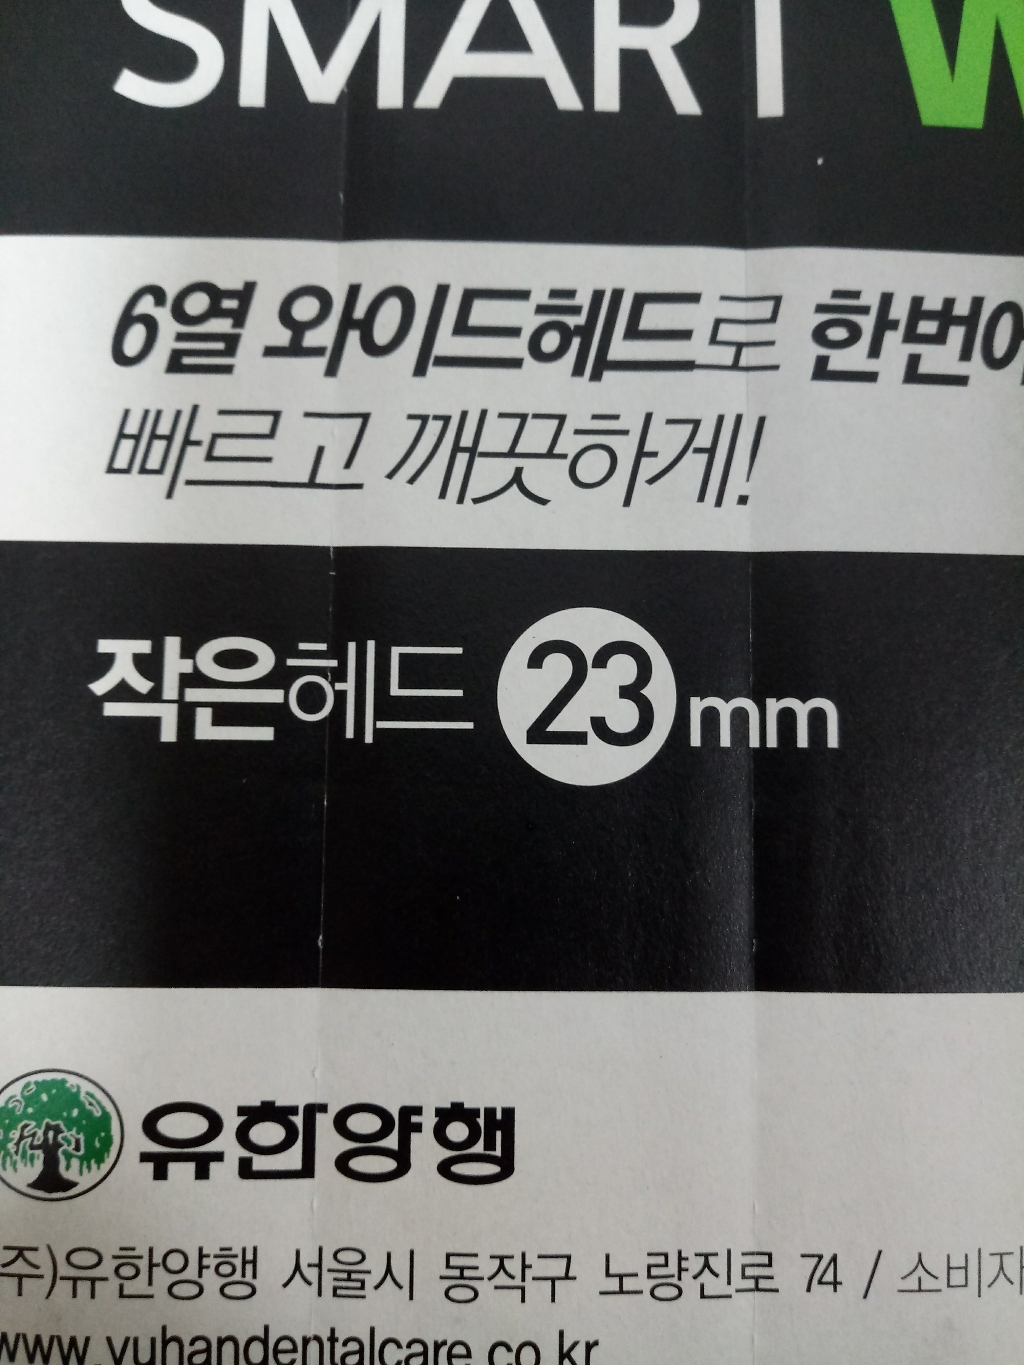 SMART W
6열 와이드헤드로 한번에
빠르고 깨끗하게!
작은헤드 23 mm
유한양행
주)유한양행 서울시 동작구 노량진로 74 / 소비자
www.yuhandentalcare.co.kr